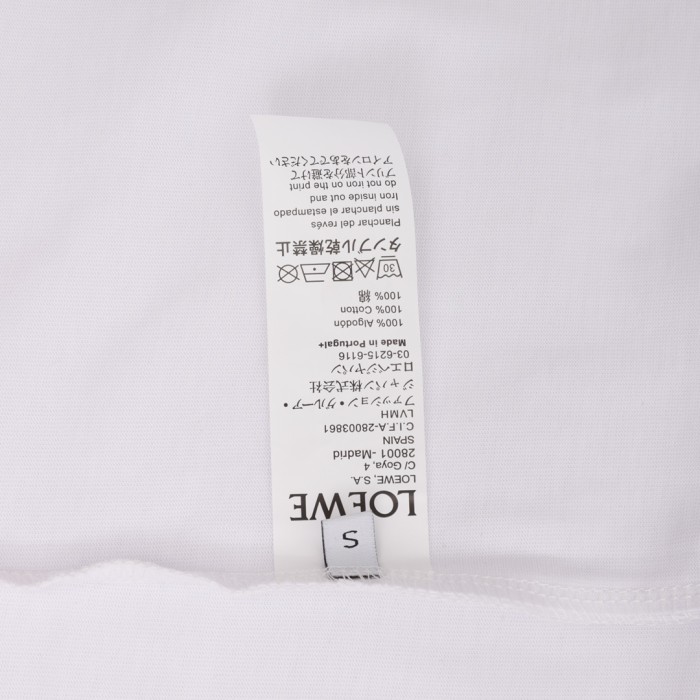 S
LOEWE
LOEWE, S.A.
C/ Goya, 4
28001 - Madrid
SPAIN
C.I.F.A-28003861
LVMH
ファッション・グループ・
ジャパン株式会社
ロエベジャパン
03-6215-6116
Made in Portugal+
100% Algodón
100% Cotton
100% 綿
30
タンブル乾燥禁止
Planchar del revés
sin planchar el estampado
Iron inside out and
do not iron on the print
プリント部分を避けて
アイロンをあててください